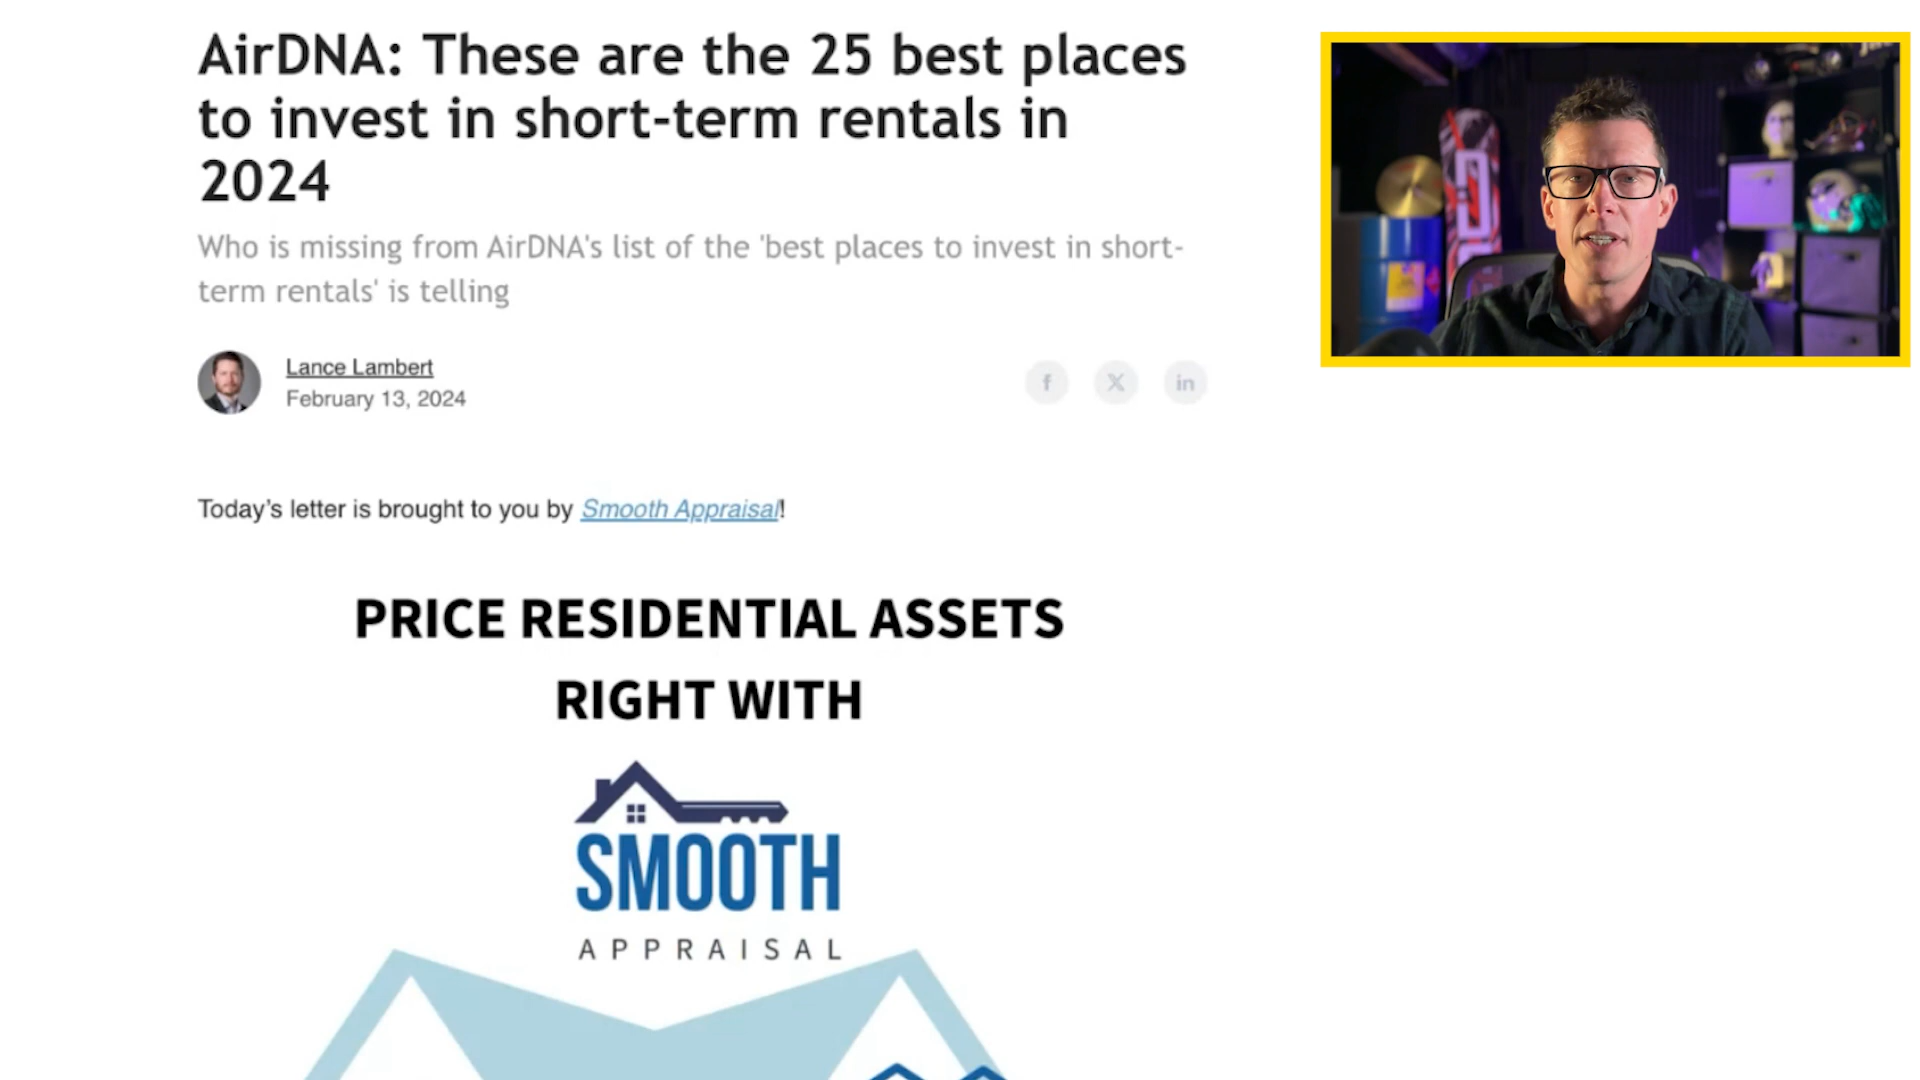 AirDNA: These are the 25 best places
to invest in short-term rentals in
2024
Who is missing from AirDNA's list of the 'best places to invest in short-
term rentals' is telling
Lance Lambert
February 13, 2024
f X in
Today's letter is brought to you by Smooth Appraisal!
PRICE RESIDENTIAL ASSETS
RIGHT WITH
SMOOTH
APPRAISAL